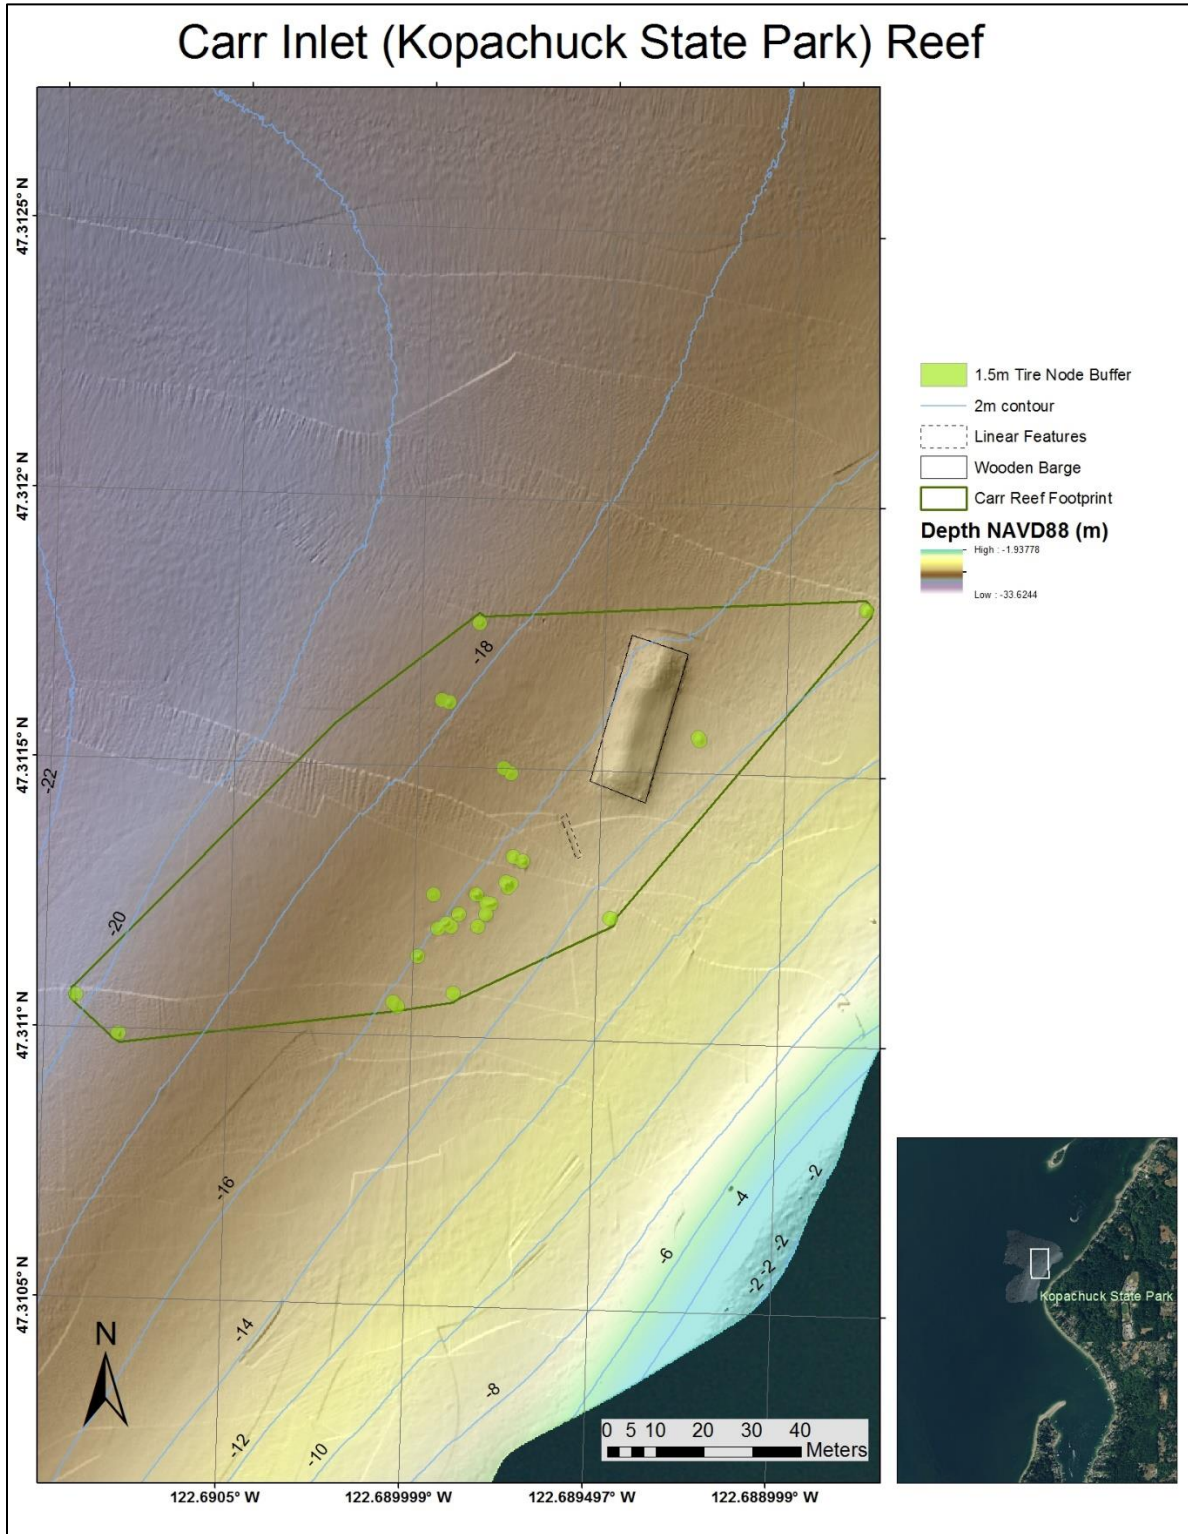 Carr Inlet (Kopachuck State Park) Reef
47.3125° N
47.312° N
47.3115° N
47.311° N
47.3105° N
-18
-22
-20
-16
-14
-12
-10
-8
-6
-4
-2
-2
-2
-2
N
0 5 10 20 30 40
Meters
122.6905° W
122.689999° W
122.689497° W
122.688999° W
1.5m Tire Node Buffer
2m contour
Linear Features
Wooden Barge
Carr Reef Footprint
Depth NAVD88 (m)
High : -1.93778
Low : -33.6244
Kopachuck State Park